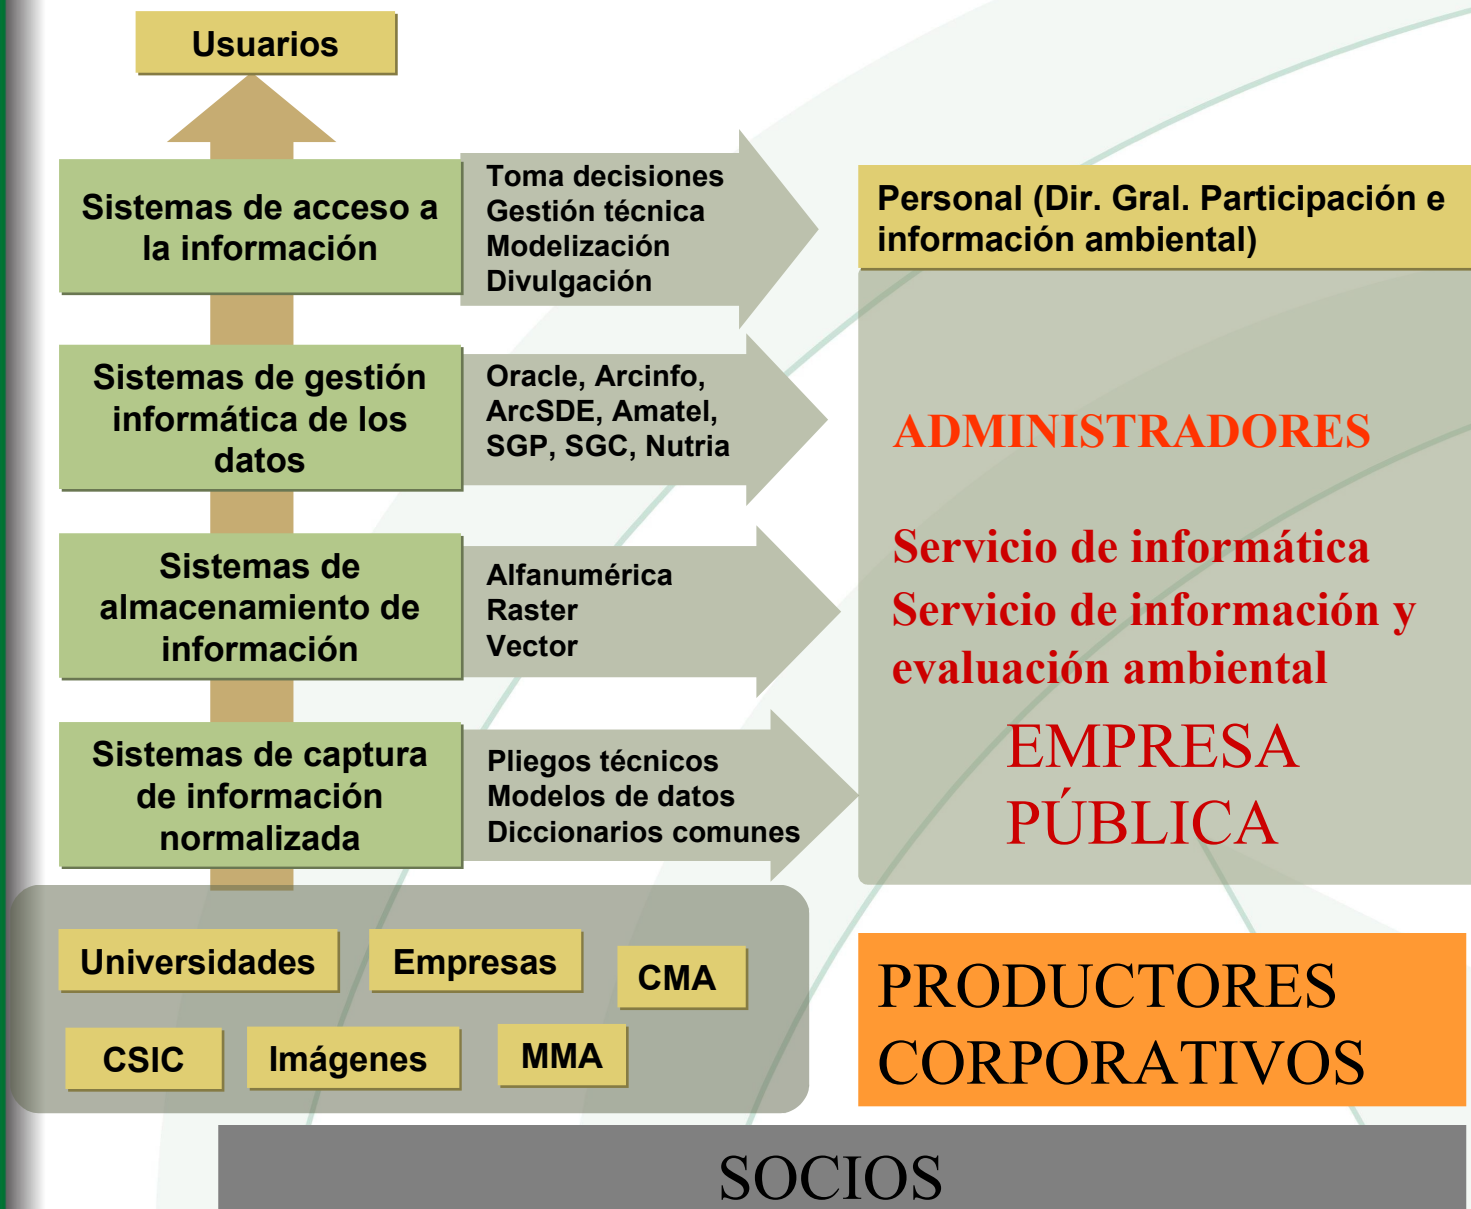 Usuarios
Sistemas de acceso a
la información
Toma decisiones
Gestión técnica
Modelización
Divulgación
Personal (Dir. Gral. Participación e
información ambiental)
Sistemas de gestión
informática de los
datos
Oracle, Arcinfo,
ArcSDE, Amatel,
SGP, SGC, Nutria
ADMINISTRADORES
Sistemas de
almacenamiento de
información
Alfanumérica
Raster
Vector
Servicio de informática
Servicio de información y
evaluación ambiental
Sistemas de captura
de información
normalizada
Pliegos técnicos
Modelos de datos
Diccionarios comunes
EMPRESA
PÚBLICA
Universidades
Empresas
CMA
CSIC
Imágenes
MMA
PRODUCTORES
CORPORATIVOS
SOCIOS